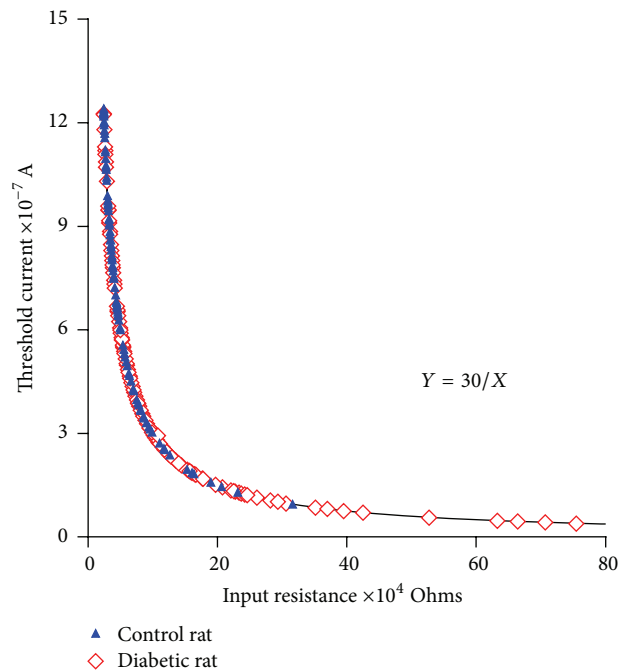 15
12
9
6
3
0
Threshold current ×10⁻⁷ A
Y = 30/X
0 20 40 60 80
Input resistance ×10⁴ Ohms
Control rat
Diabetic rat